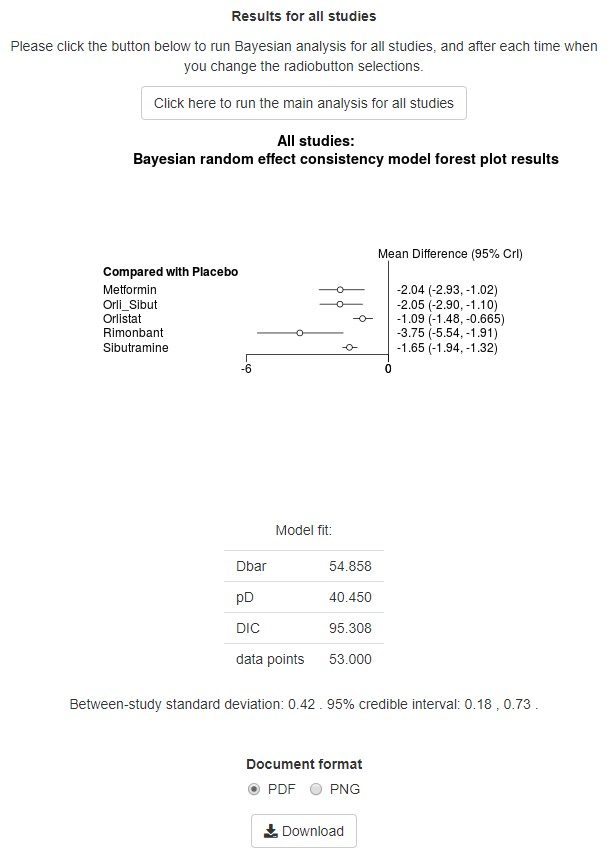 Results for all studies
Please click the button below to run Bayesian analysis for all studies, and after each time when
you change the radiobutton selections.
Click here to run the main analysis for all studies
All studies:
Bayesian random effect consistency model forest plot results
Mean Difference (95% CrI)
Compared with Placebo
Metformin -2.04 (-2.93, -1.02)
Orli_Sibut -2.05 (-2.90, -1.10)
Orlistat -1.09 (-1.48, -0.665)
Rimonbant -3.75 (-5.54, -1.91)
Sibutramine -1.65 (-1.94, -1.32)
-6 0
Model fit:
Dbar 54.858
pD 40.450
DIC 95.308
data points 53.000
Between-study standard deviation: 0.42 . 95% credible interval: 0.18 , 0.73 .
Document format
PDF PNG
Download